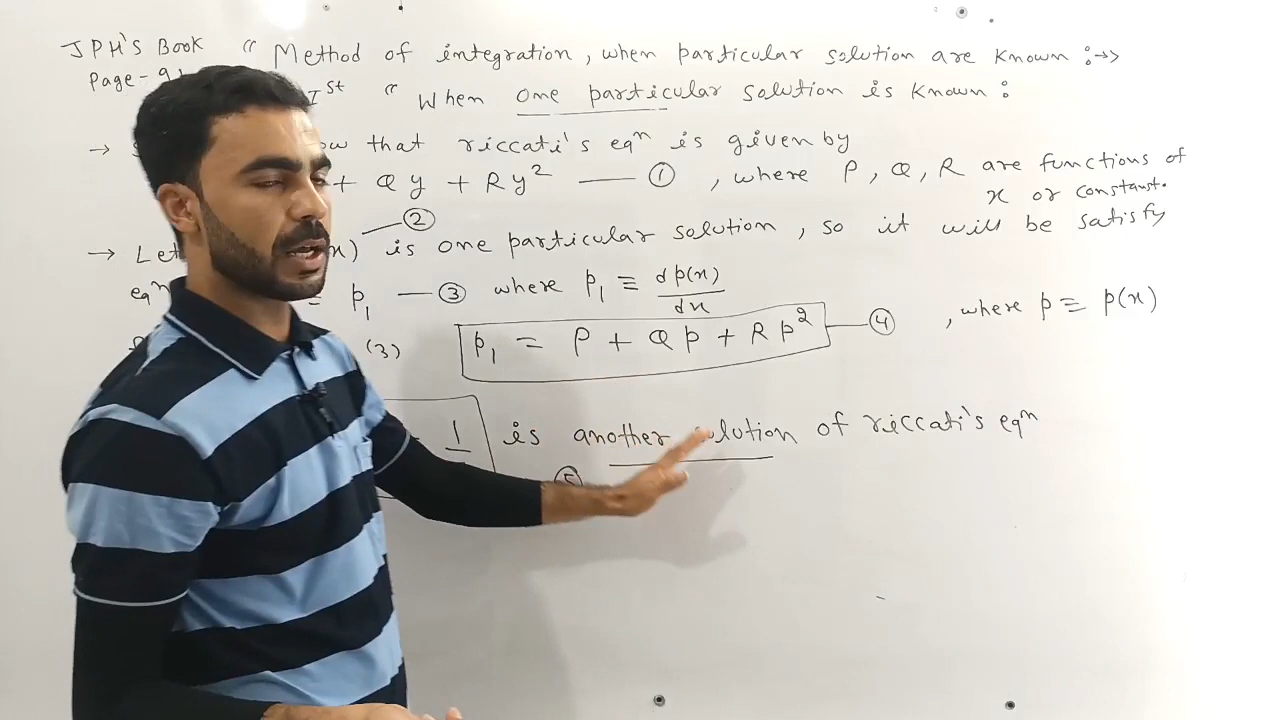 JPH'S Book " Method of integration, when particular solution are known :→
Page-
Ist " When one particular solution is known :
→ that riccati's eqn is given by
+ Qy + Ry2 —— ① , where P, Q, R are functions of
x or constant.
→ Let x) —— ② is one particular solution, so it will be satisfy
eqn = p1 — ③ where p1 ≡ dp(x)/dx
(3) p1 = P + Qp + Rp2 — ④ , where p ≡ p(x)
1 is another solution of riccati's eqn
⑤